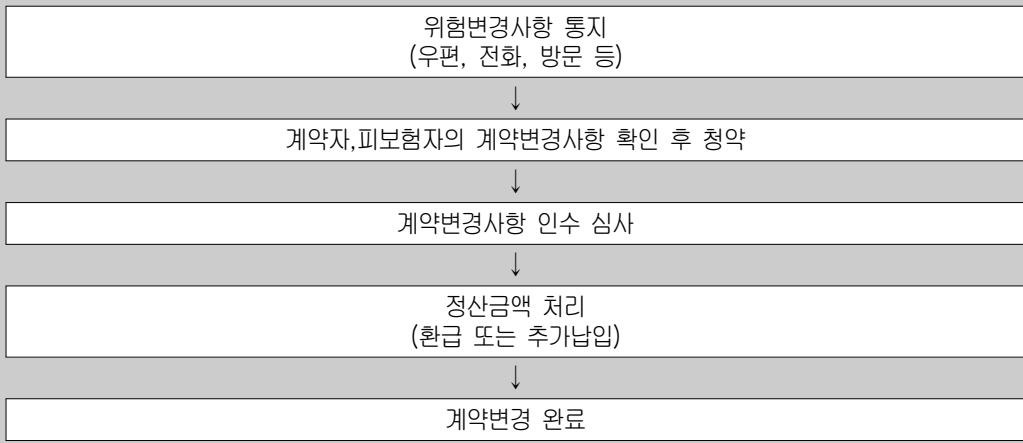 위험변경사항 통지
(우편, 전화, 방문 등)
↓
계약자,피보험자의 계약변경사항 확인 후 청약
↓
계약변경사항 인수 심사
↓
정산금액 처리
(환급 또는 추가납입)
↓
계약변경 완료